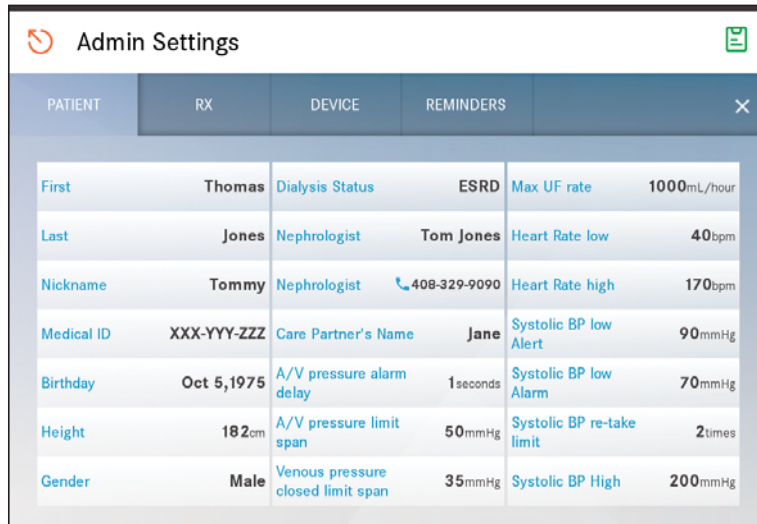 Admin Settings
PATIENT RX DEVICE REMINDERS ×
First Thomas Dialysis Status ESRD Max UF rate 1000mL/hour
Last Jones Nephrologist Tom Jones Heart Rate low 40bpm
Nickname Tommy Nephrologist 408-329-9090 Heart Rate high 170bpm
Medical ID XXX-YYY-ZZZ Care Partner's Name Jane Systolic BP low
Alert 90mmHg
Birthday Oct 5,1975 A/V pressure alarm
delay 1seconds Systolic BP low
Alarm 70mmHg
Height 182cm A/V pressure limit
span 50mmHg Systolic BP re-take
limit 2times
Gender Male Venous pressure
closed limit span 35mmHg Systolic BP High 200mmHg